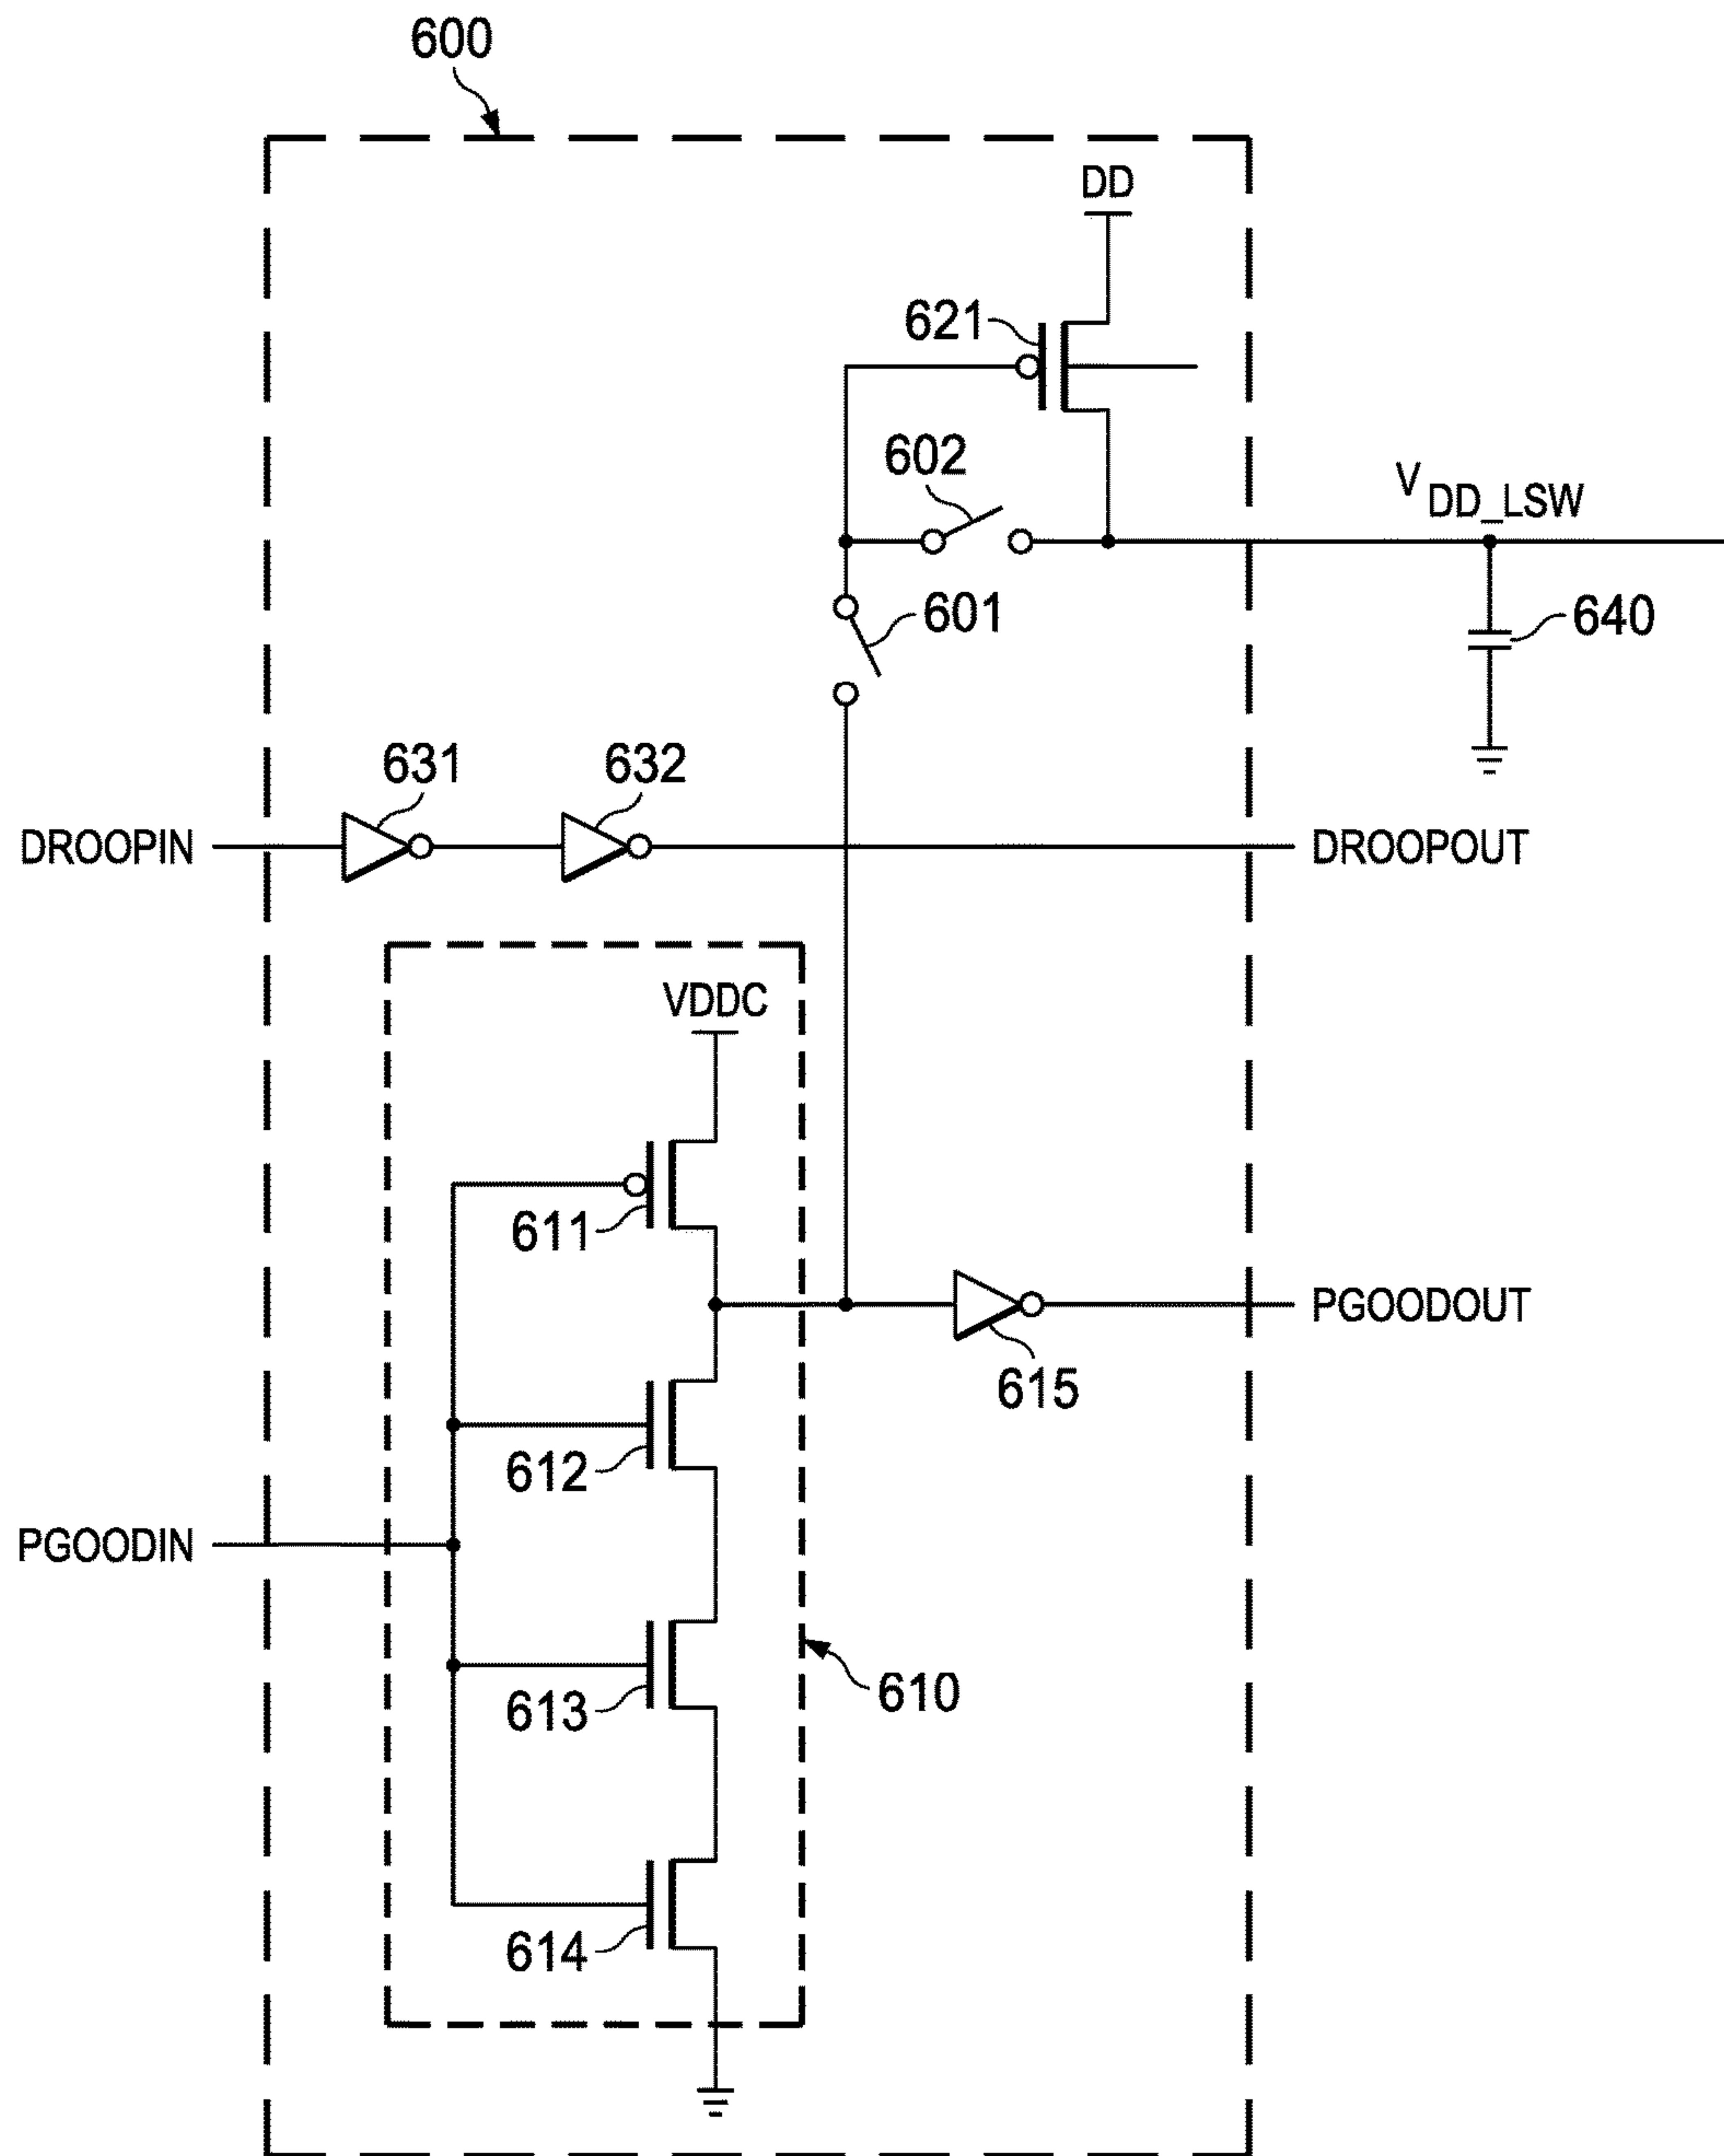 600
DD
621
602
V DD_LSW
601
640
631
632
DROOPIN
DROOPOUT
VDDC
611
PGOODOUT
615
612
PGOODIN
613
610
614